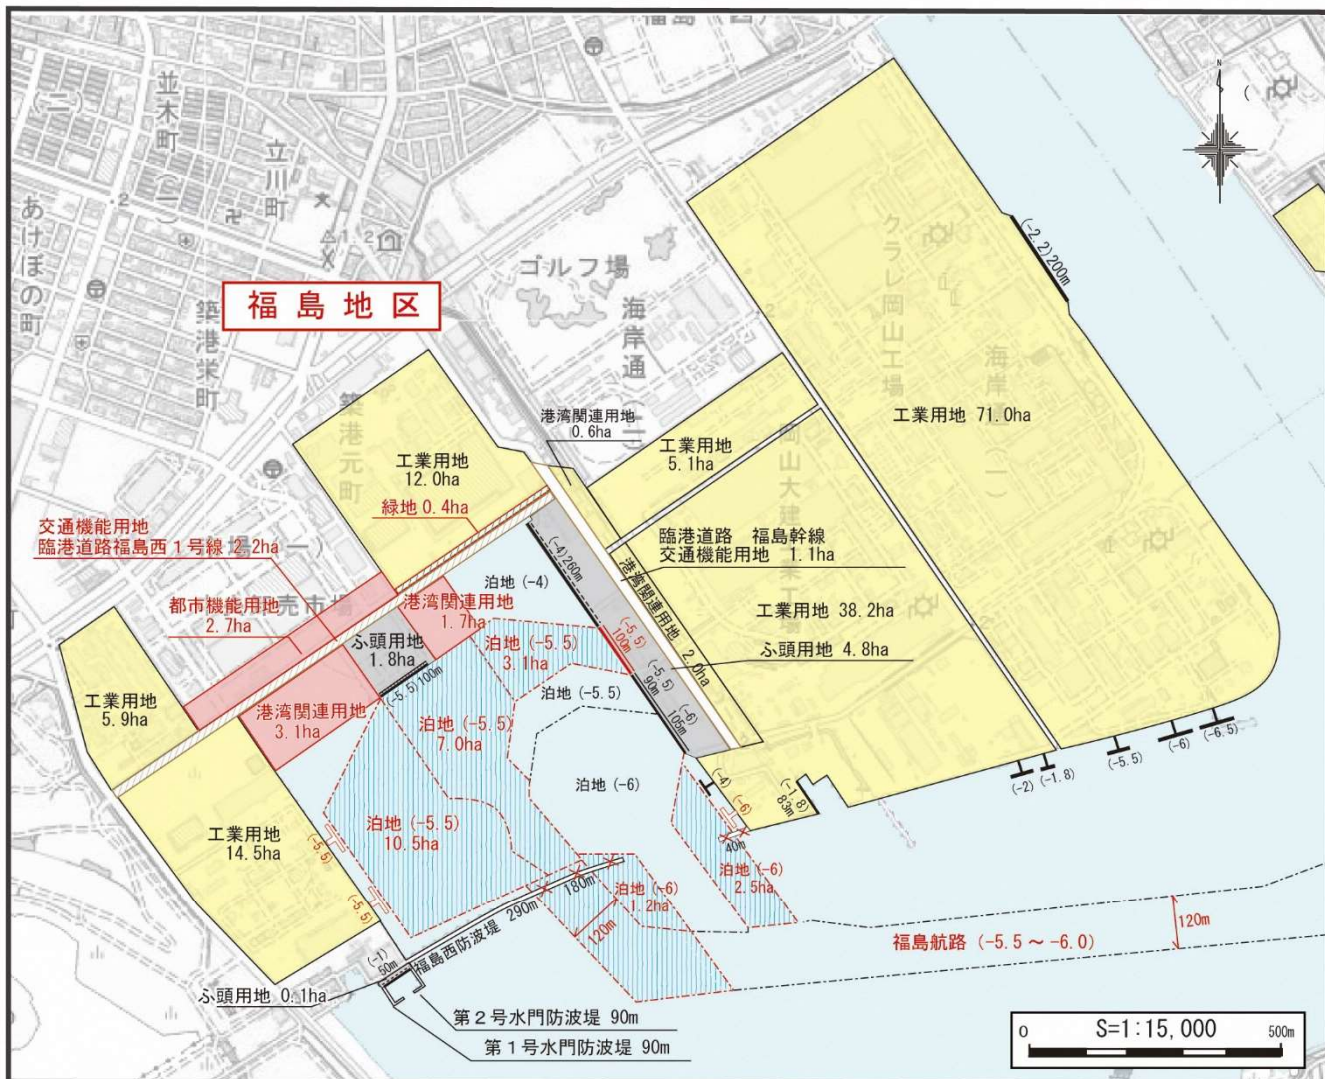 福島(四)
並木町(一)
(二)
立川町
あけぼの町
築港栄町
ゴルフ場
海岸通(二)
クラレ岡山工場
(-2.2)200m
福島地区
築港元町
港湾関連用地
0.6ha
工業用地
5.1ha
工業用地 71.0ha
工業用地
12.0ha
緑地 0.4ha
交通機能用地
臨港道路福島西1号線 2.2ha
(-4)260m
泊地(-4)
臨港道路 福島幹線
交通機能用地 1.1ha
港湾関連用地 2.0ha
都市機能用地
2.7ha
港湾関連用地
1.7ha
ふ頭用地
1.8ha
泊地(-5.5)
3.1ha
(-5.5)
100m
工業用地 38.2ha
ふ頭用地 4.8ha
(-5.5)
90m
(-6)
105m
(-5.5)100m
泊地(-5.5)
工業用地
5.9ha
港湾関連用地
3.1ha
泊地(-5.5)
7.0ha
泊地(-6)
(-4)
(-6)
40m
(-1.8)
83m
(-2)
(-1.8)
(-5.5)
(-6)
(-6.5)
工業用地
14.5ha
(-5.5)
泊地(-5.5)
10.5ha
(-5.5)
泊地(-6)
2.5ha
泊地(-6)
1.2ha
180m
290m
120m
福島西防波堤
福島航路(-5.5~-6.0)
120m
(-1)
50m
ふ頭用地 0.1ha
第2号水門防波堤 90m
第1号水門防波堤 90m
N
S=1:15,000
0
500m